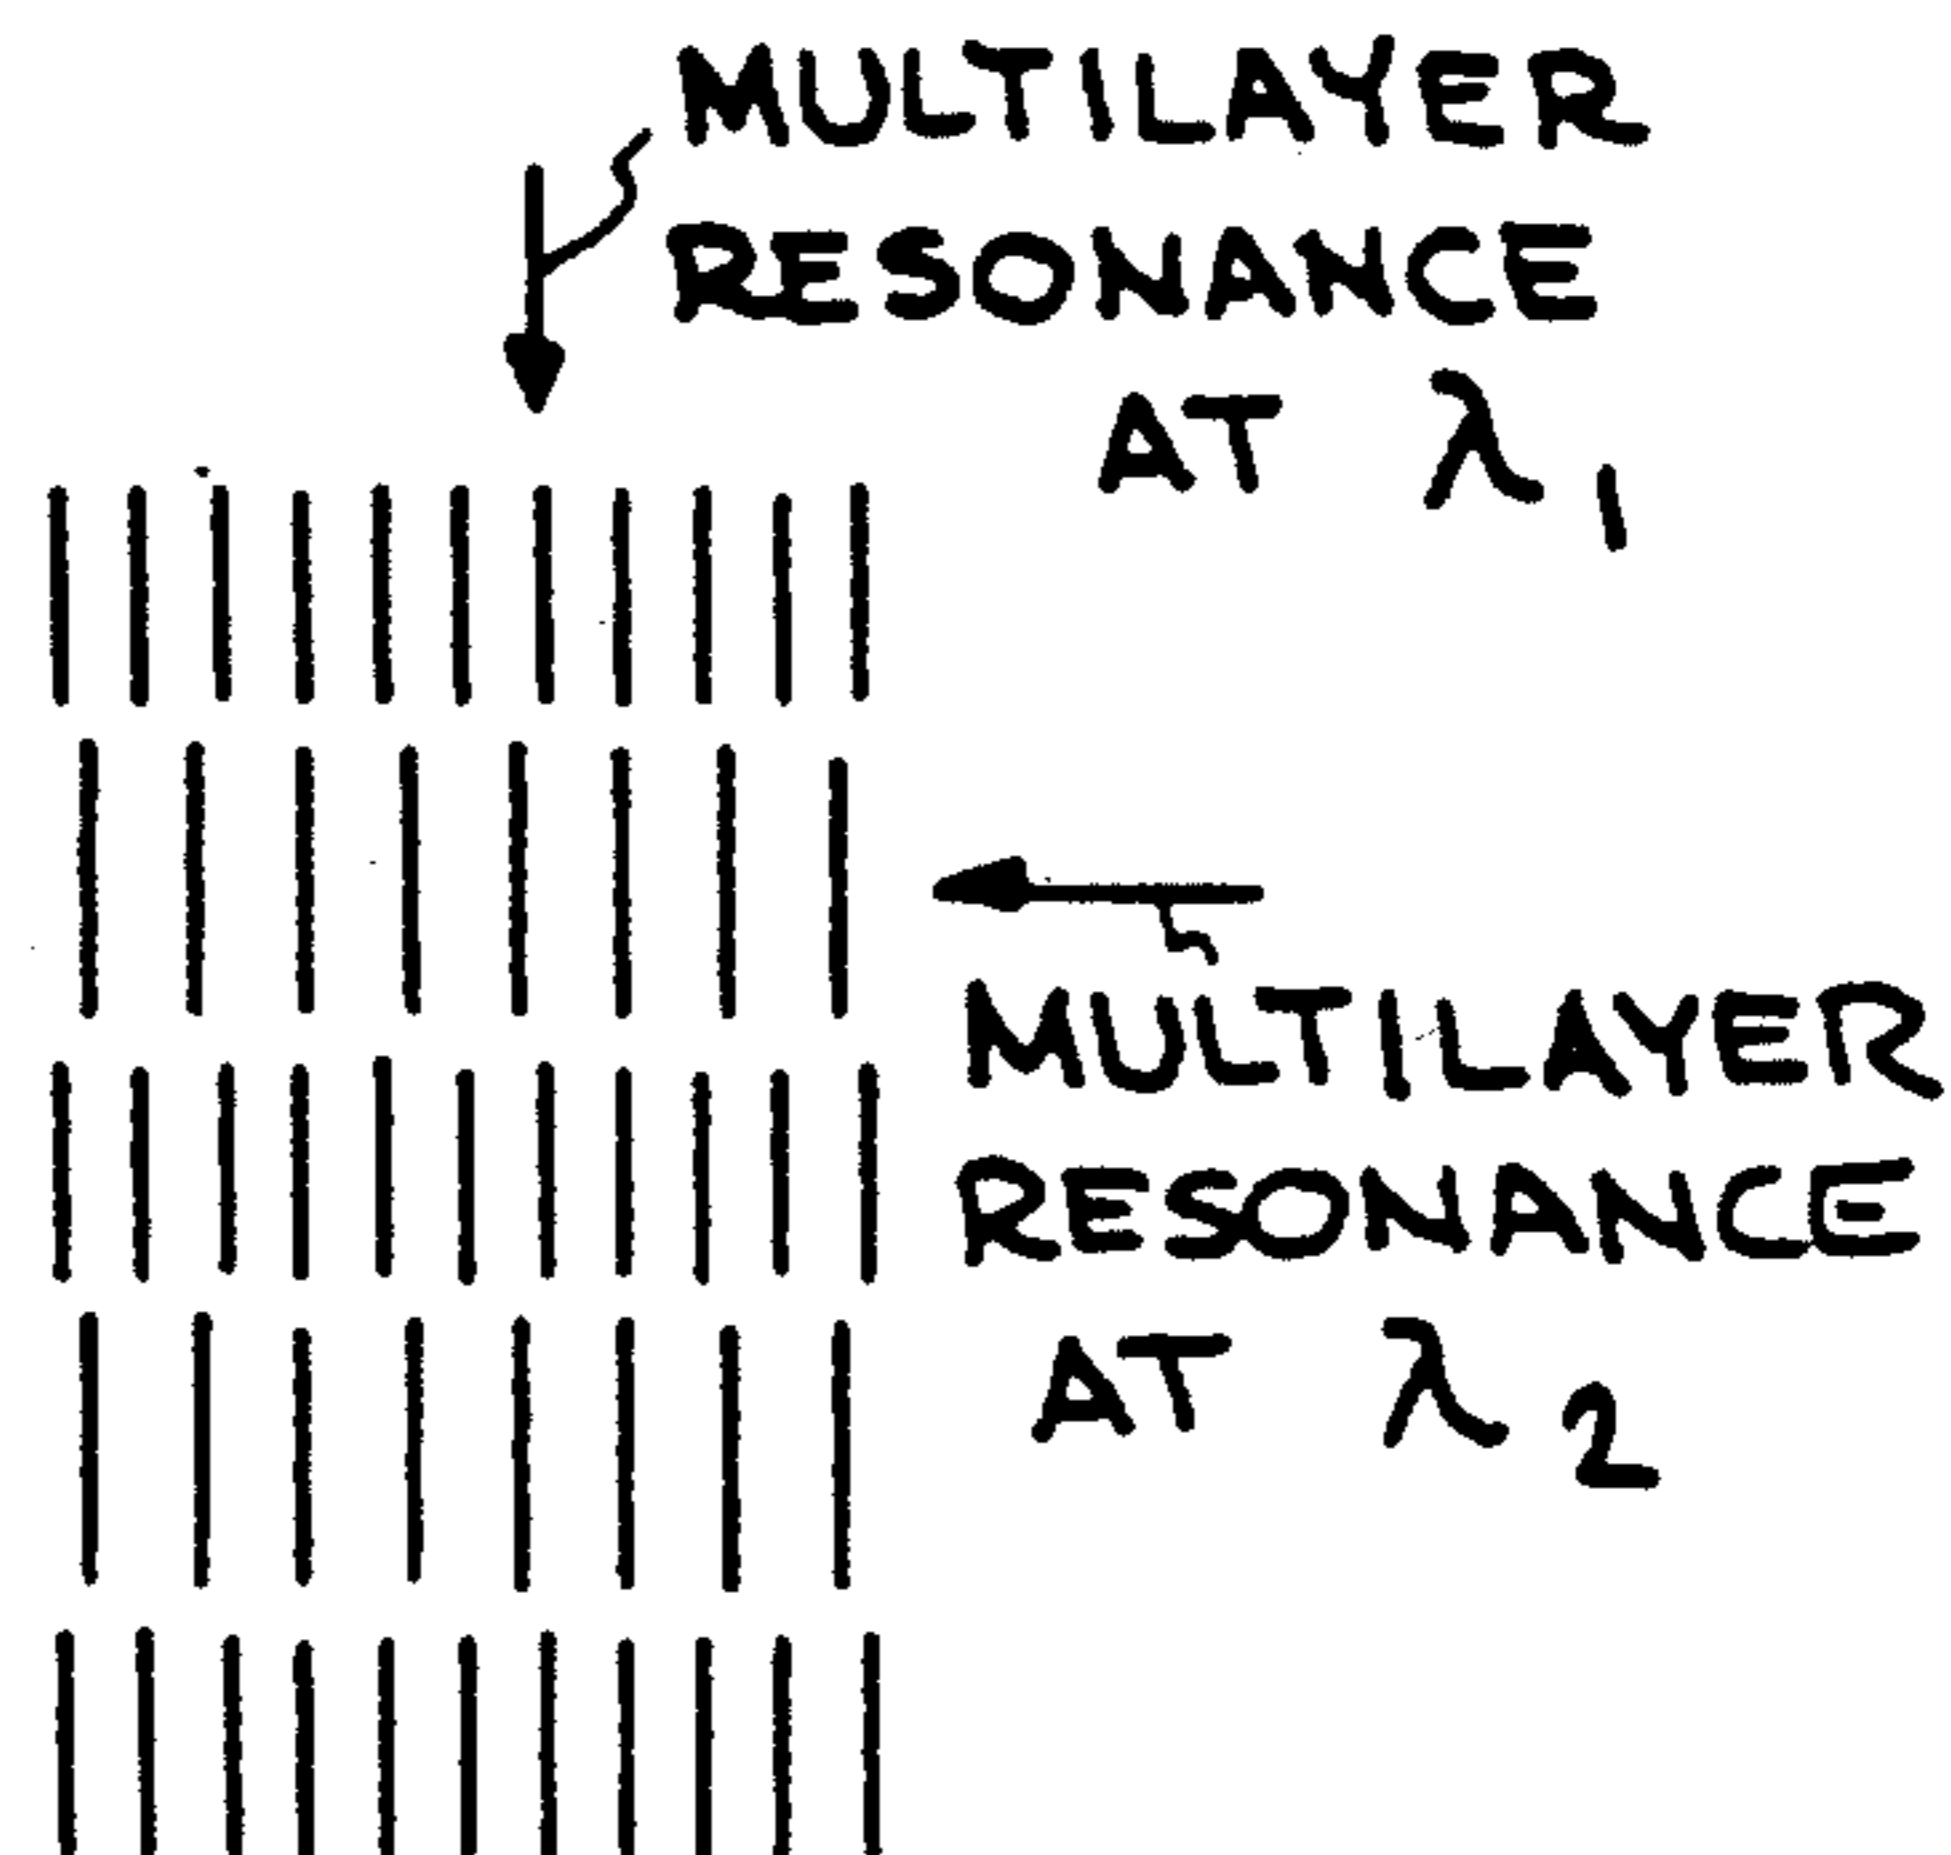 MULTILAYER
RESONANCE
AT λ1
MULTILAYER
RESONANCE
AT λ2